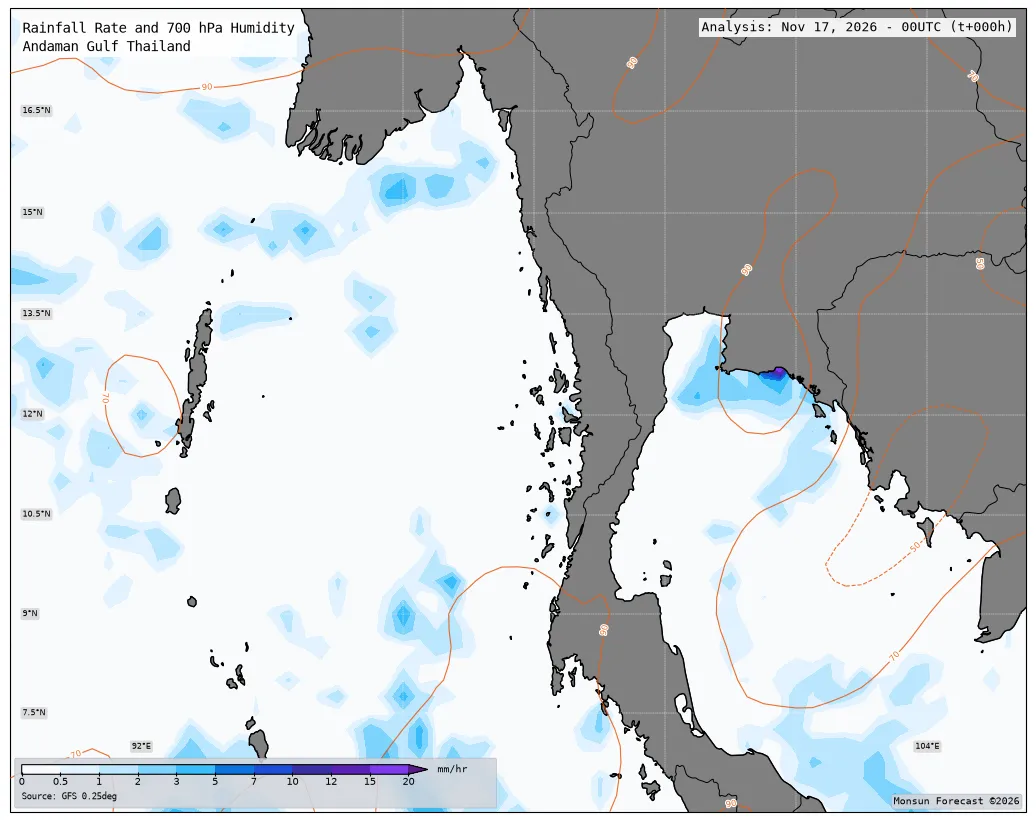 Rainfall Rate and 700 hPa Humidity
Andaman Gulf Thailand
Analysis: Nov 17, 2026 - 00UTC (t+000h)
90
90
70
16.5°N
15°N
90
50
13.5°N
70
12°N
10.5°N
50
9°N
90
70
7.5°N
92°E
104°E
70
mm/hr
0 0.5 1 2 3 5 7 10 12 15 20
Source: GFS 0.25deg
90
Monsun Forecast ©2026